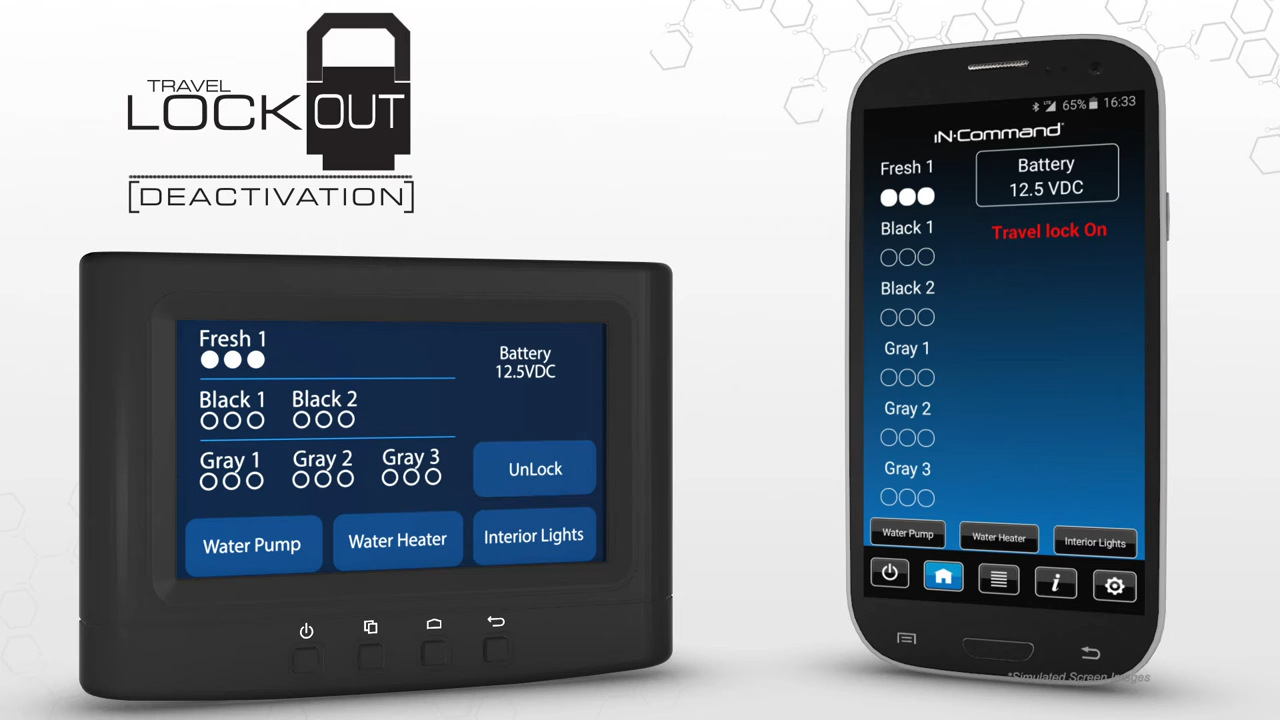 TRAVEL
LOCKOUT
[DEACTIVATION]
Fresh 1
Battery
12.5VDC
Black 1 Black 2
Gray 1 Gray 2 Gray 3
UnLock
Water Pump Water Heater Interior Lights
LTE 65% 16:33
iN·Command®
Fresh 1
Battery
12.5 VDC
Black 1
Travel lock On
Black 2
Gray 1
Gray 2
Gray 3
Water Pump Water Heater Interior Lights
i
*Simulated Screen Images